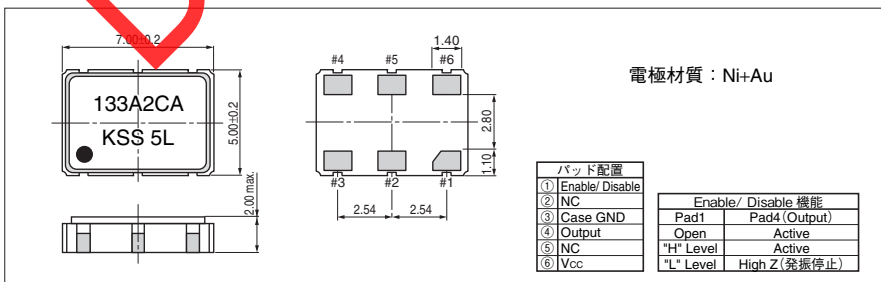 7.00±0.2
133A2CA
KSS 5L
5.00±0.2
2.00 max.
#4 #5 #6
1.40
2.80
1.10
#3 #2 #1
2.54 2.54
電極材質：Ni+Au
パッド配置
① Enable/ Disable
② NC
③ Case GND
④ Output
⑤ NC
⑥ Vcc
Enable/ Disable 機能
Pad1 Pad4(Output)
Open Active
"H" Level Active
"L" Level High Z(発振停止)